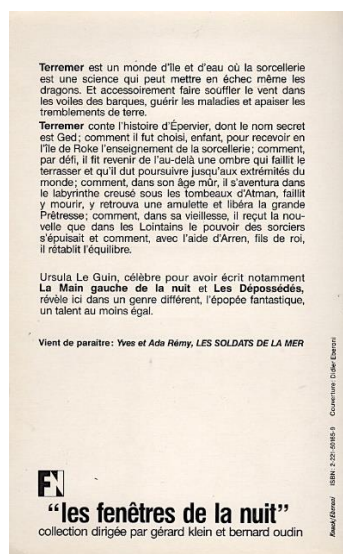 Terremer est un monde d'île et d'eau où la sorcellerie
est une science qui peut mettre en échec même les
dragons. Et accessoirement faire souffler le vent dans
les voiles des barques, guérir les maladies et apaiser les
tremblements de terre.
Terremer conte l'histoire d'Épervier, dont le nom secret
est Ged ; comment il fut choisi, enfant, pour recevoir en
l'île de Roke l'enseignement de la sorcellerie ; comment,
par défi, il fit revenir de l'au-delà une ombre qui faillit le
terrasser et qu'il dut poursuivre jusqu'aux extrémités du
monde ; comment, dans son âge mûr, il s'aventura dans
le labyrinthe creusé sous les tombeaux d'Atman, faillit
y mourir, y retrouva une amulette et libéra la grande
Prêtresse ; comment, dans sa vieillesse, il reçut la nou-
velle que dans les Lointains le pouvoir des sorciers
s'épuisait et comment, avec l'aide d'Arren, fils de roi,
il rétablit l'équilibre.
Ursula Le Guin, célèbre pour avoir écrit notamment
La Main gauche de la nuit et Les Dépossédés,
révèle ici dans un genre différent, l'épopée fantastique,
un talent au moins égal.
Vient de paraître : Yves et Ada Rémy, LES SOLDATS DE LA MER
FN
"les fenêtres de la nuit"
collection dirigée par gérard klein et bernard oudin
ISBN : 2-221-50165-5 Couverture : Didier Eberoni